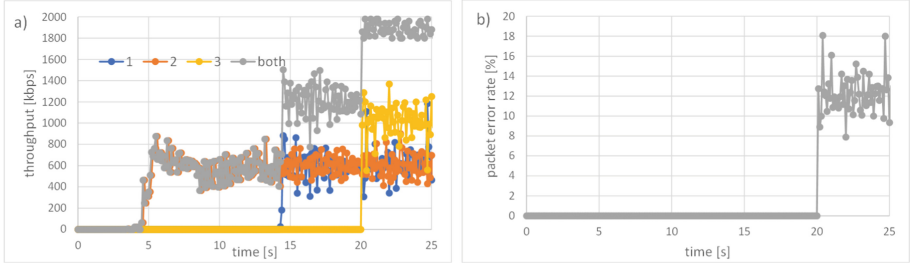 a)
throughput [kbps]
2000
1800
1600
1400
1200
1000
800
600
400
200
0
1 2 3 both
0 5 10 15 20 25
time [s]
b)
packet error rate [%]
20
18
16
14
12
10
8
6
4
2
0
0 5 10 15 20 25
time [s]